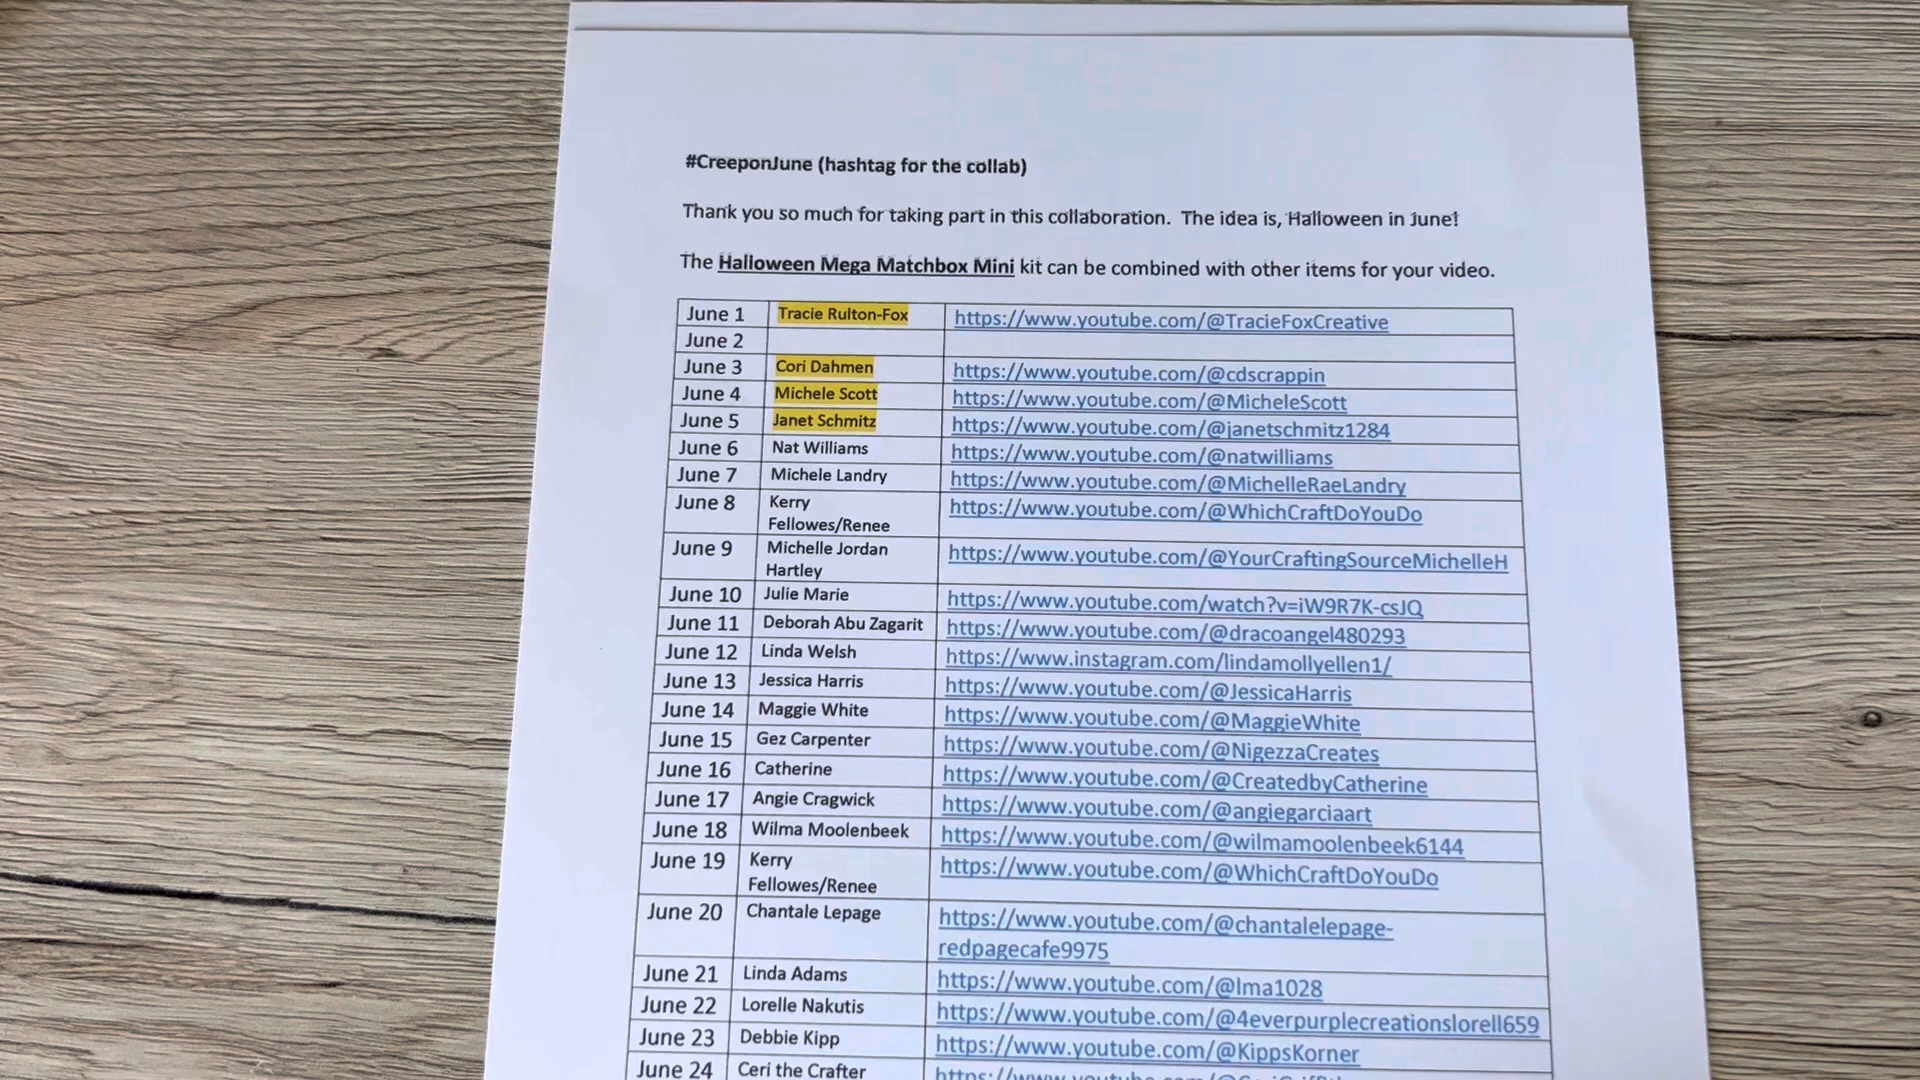 #CreeponJune (hashtag for the collab)
Thank you so much for taking part in this collaboration. The idea is, Halloween in June!
The Halloween Mega Matchbox Mini kit can be combined with other items for your video.
June 1 Tracie Rulton-Fox https://www.youtube.com/@TracieFoxCreative
June 2
June 3 Cori Dahmen https://www.youtube.com/@cdscrappin
June 4 Michele Scott https://www.youtube.com/@MicheleScott
June 5 Janet Schmitz https://www.youtube.com/@janetschmitz1284
June 6 Nat Williams https://www.youtube.com/@natwilliams
June 7 Michele Landry https://www.youtube.com/@MichelleRaeLandry
June 8 Kerry https://www.youtube.com/@WhichCraftDoYouDo
Fellowes/Renee
June 9 Michelle Jordan https://www.youtube.com/@YourCraftingSourceMichelleH
Hartley
June 10 Julie Marie https://www.youtube.com/watch?v=iW9R7K-csJQ
June 11 Deborah Abu Zagarit https://www.youtube.com/@dracoangel480293
June 12 Linda Welsh https://www.instagram.com/lindamollyellen1/
June 13 Jessica Harris https://www.youtube.com/@JessicaHarris
June 14 Maggie White https://www.youtube.com/@MaggieWhite
June 15 Gez Carpenter https://www.youtube.com/@NigezzaCreates
June 16 Catherine https://www.youtube.com/@CreatedbyCatherine
June 17 Angie Cragwick https://www.youtube.com/@angiegarciaart
June 18 Wilma Moolenbeek https://www.youtube.com/@wilmamoolenbeek6144
June 19 Kerry https://www.youtube.com/@WhichCraftDoYouDo
Fellowes/Renee
June 20 Chantale Lepage https://www.youtube.com/@chantalelepage-
redpagecafe9975
June 21 Linda Adams https://www.youtube.com/@lma1028
June 22 Lorelle Nakutis https://www.youtube.com/@4everpurplecreationslorell659
June 23 Debbie Kipp https://www.youtube.com/@KippsKorner
June 24 Ceri the Crafter